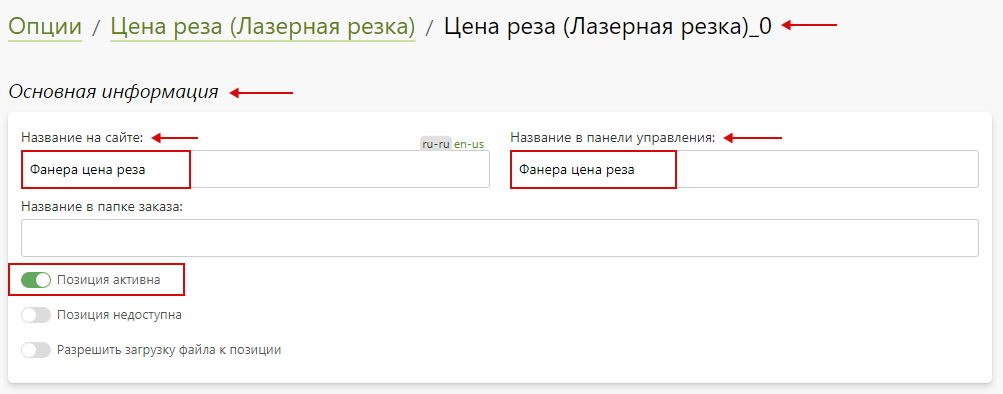 Опции / Цена реза (Лазерная резка) / Цена реза (Лазерная резка)_0
Основная информация
Название на сайте:
ru-ru en-us
Фанера цена реза
Название в панели управления:
Фанера цена реза
Название в папке заказа:
Позиция активна
Позиция недоступна
Разрешить загрузку файла к позиции